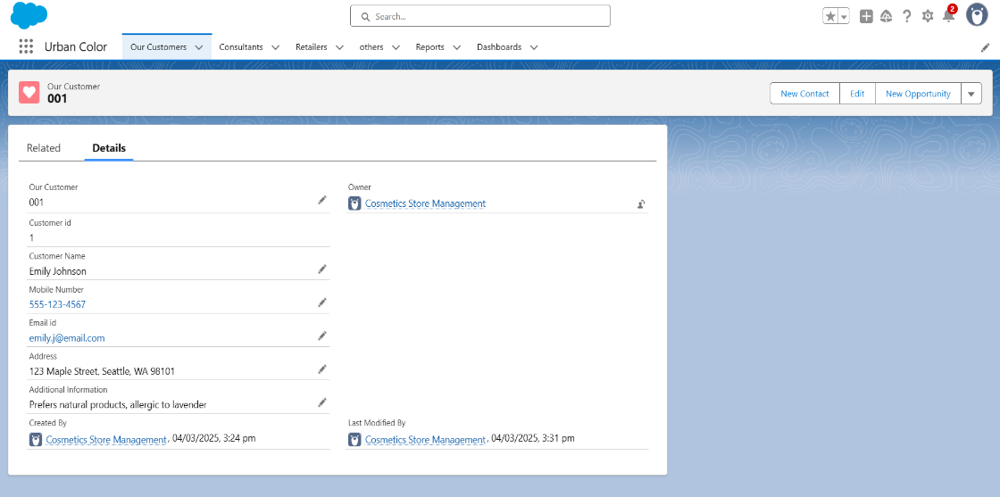 Search...
2
Urban Color
Our Customers
Consultants
Retailers
others
Reports
Dashboards
Our Customer
001
New Contact
Edit
New Opportunity
Related
Details
Our Customer
001
Owner
Cosmetics Store Management
Customer id
1
Customer Name
Emily Johnson
Mobile Number
555-123-4567
Email id
emily.j@email.com
Address
123 Maple Street, Seattle, WA 98101
Additional Information
Prefers natural products, allergic to lavender
Created By
Cosmetics Store Management, 04/03/2025, 3:24 pm
Last Modified By
Cosmetics Store Management, 04/03/2025, 3:31 pm